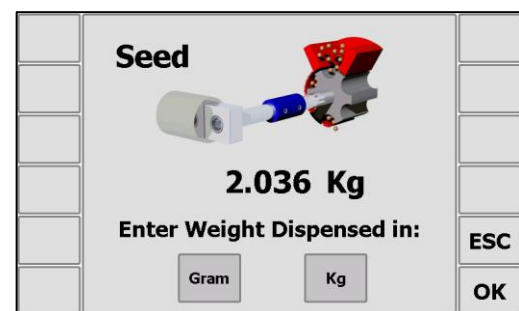 Seed
2.036 Kg
Enter Weight Dispensed in:
Gram
Kg
ESC
OK